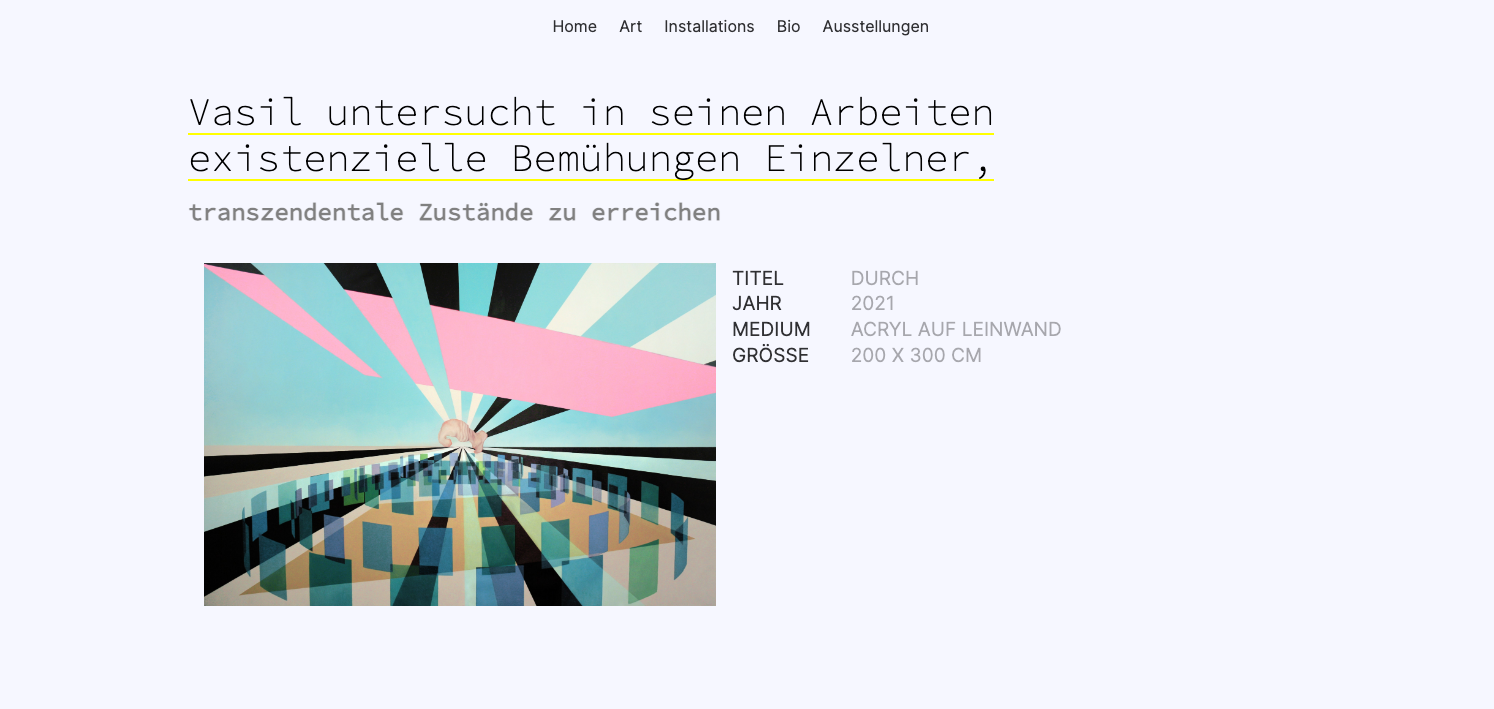 Home Art Installations Bio Ausstellungen
Vasil untersucht in seinen Arbeiten
existenzielle Bemühungen Einzelner,
transzendentale Zustände zu erreichen
TITEL DURCH
JAHR 2021
MEDIUM ACRYL AUF LEINWAND
GRÖSSE 200 X 300 CM